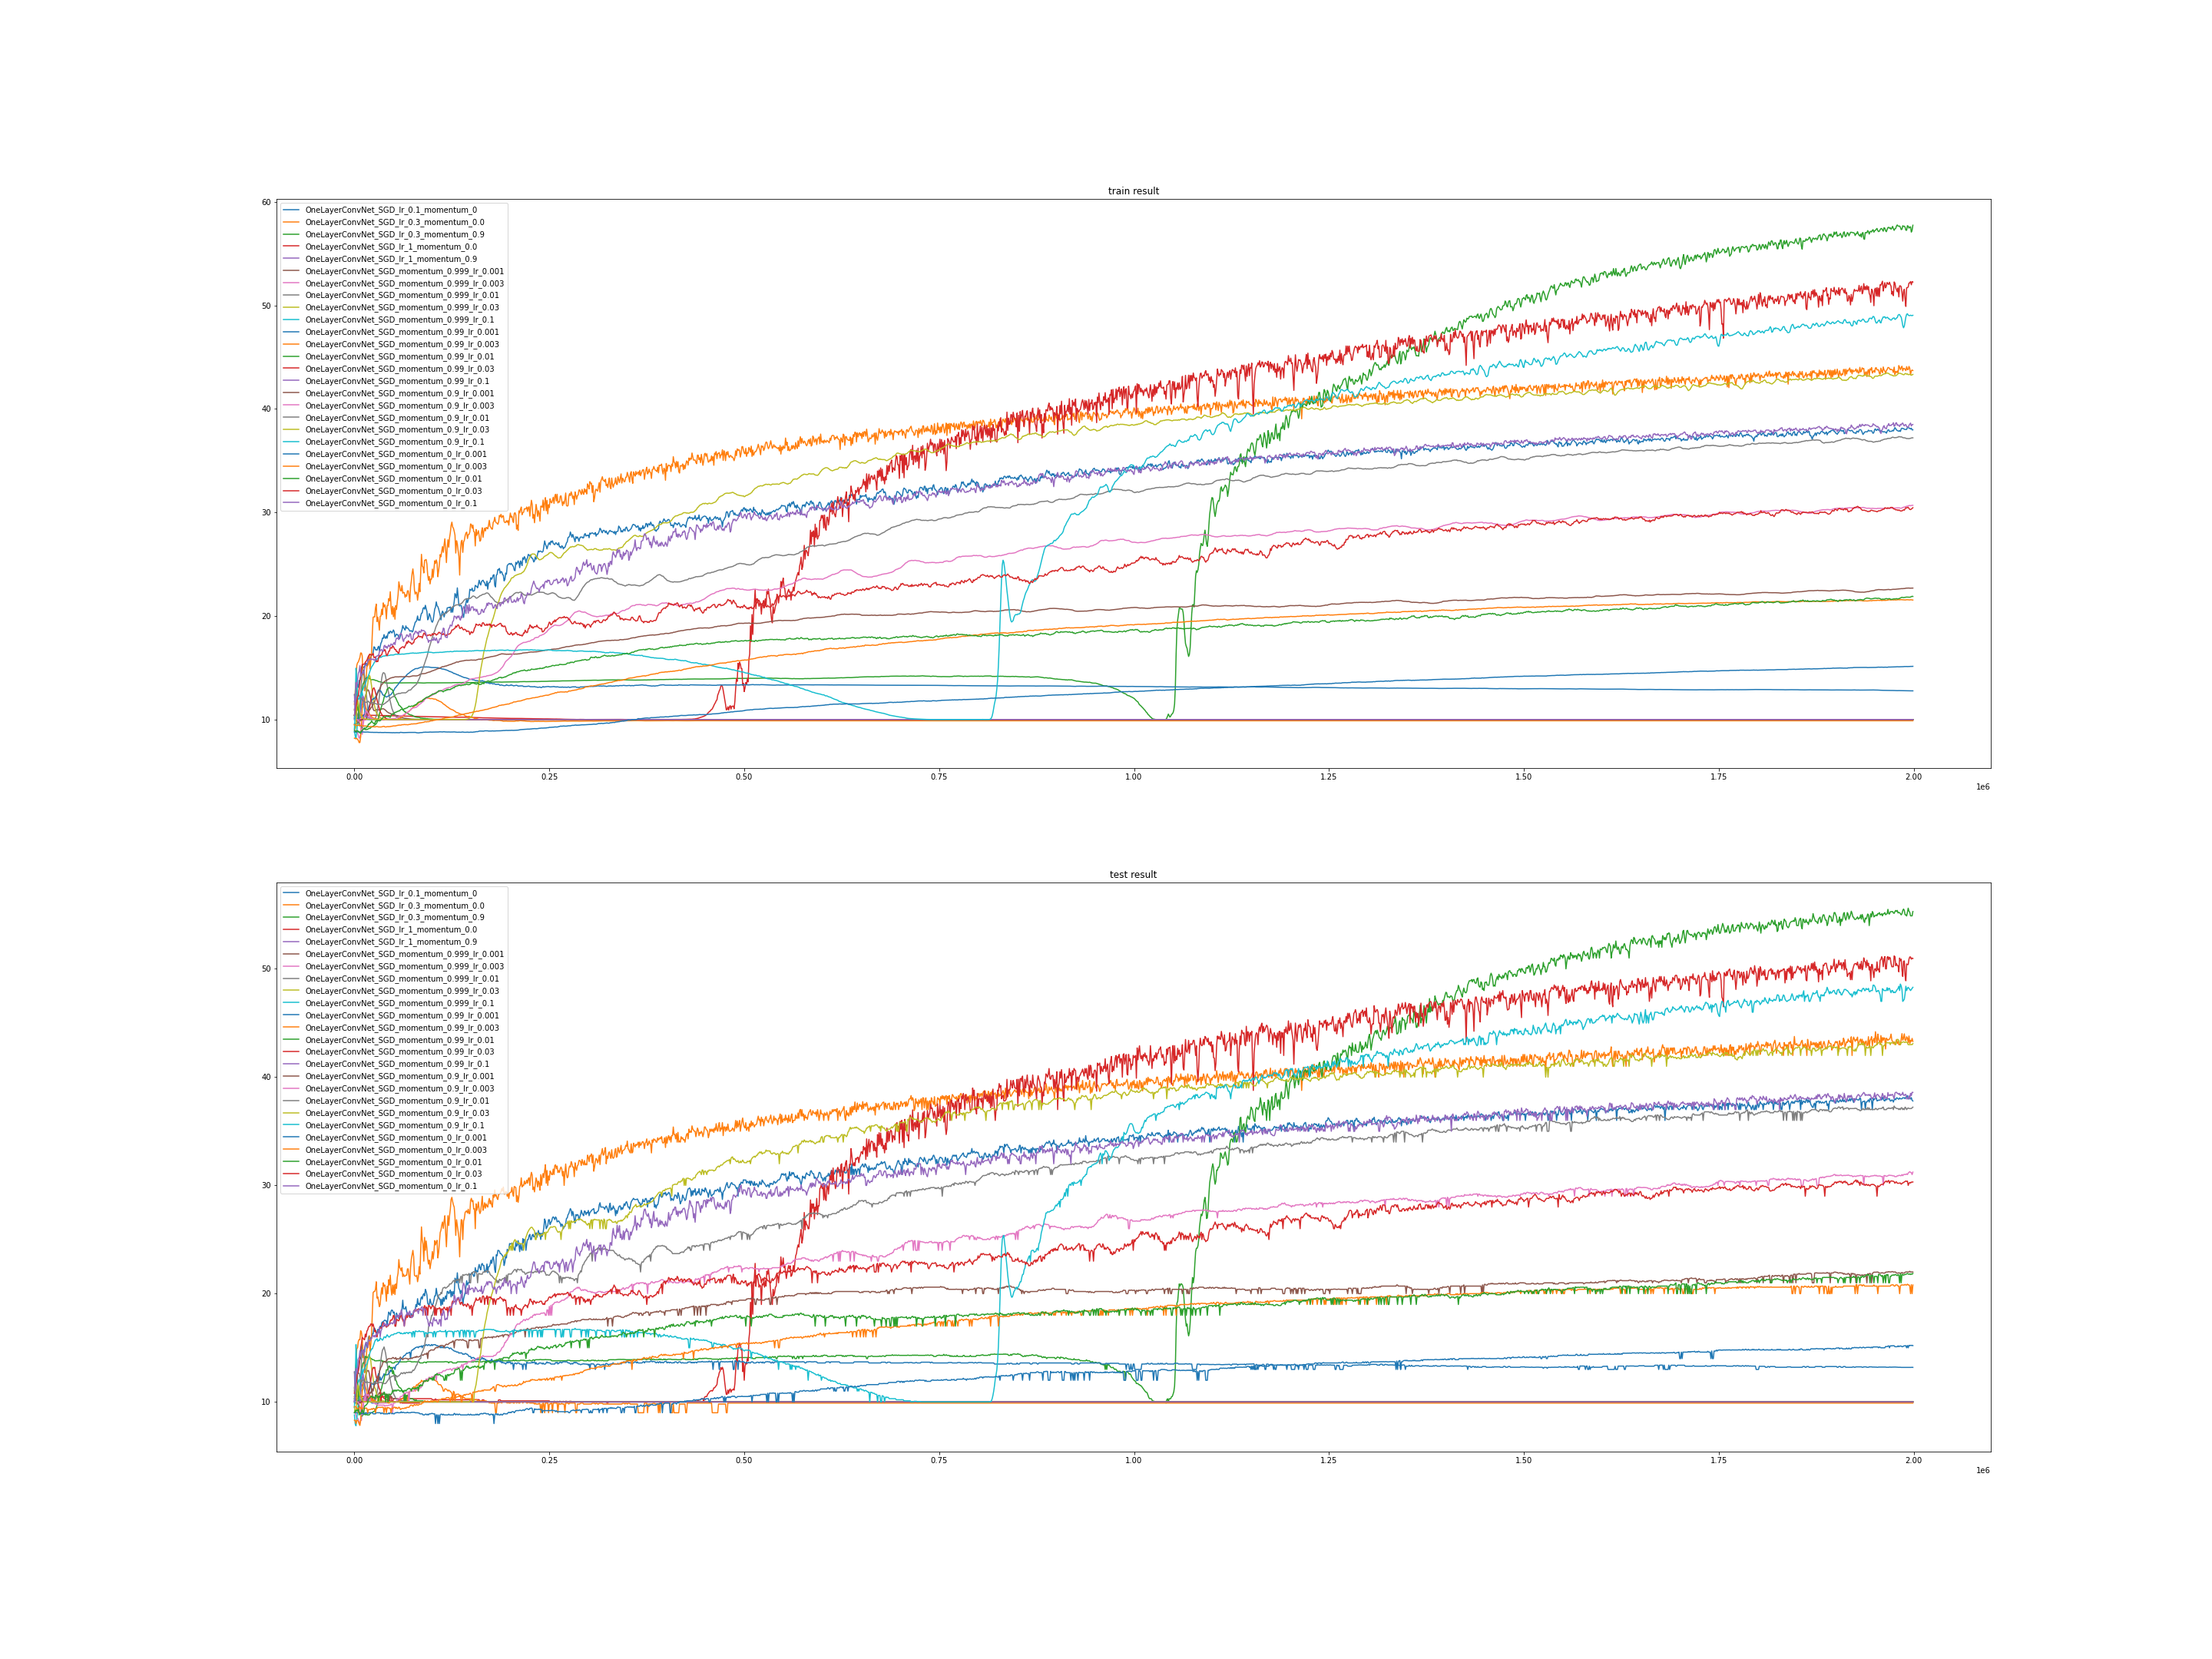 train result
60
50
40
30
20
10
OneLayerConvNet_SGD_lr_0.1_momentum_0
OneLayerConvNet_SGD_lr_0.3_momentum_0.0
OneLayerConvNet_SGD_lr_0.3_momentum_0.9
OneLayerConvNet_SGD_lr_1_momentum_0.0
OneLayerConvNet_SGD_lr_1_momentum_0.9
OneLayerConvNet_SGD_momentum_0.999_lr_0.001
OneLayerConvNet_SGD_momentum_0.999_lr_0.003
OneLayerConvNet_SGD_momentum_0.999_lr_0.01
OneLayerConvNet_SGD_momentum_0.999_lr_0.03
OneLayerConvNet_SGD_momentum_0.999_lr_0.1
OneLayerConvNet_SGD_momentum_0.99_lr_0.001
OneLayerConvNet_SGD_momentum_0.99_lr_0.003
OneLayerConvNet_SGD_momentum_0.99_lr_0.01
OneLayerConvNet_SGD_momentum_0.99_lr_0.03
OneLayerConvNet_SGD_momentum_0.99_lr_0.1
OneLayerConvNet_SGD_momentum_0.9_lr_0.001
OneLayerConvNet_SGD_momentum_0.9_lr_0.003
OneLayerConvNet_SGD_momentum_0.9_lr_0.01
OneLayerConvNet_SGD_momentum_0.9_lr_0.03
OneLayerConvNet_SGD_momentum_0.9_lr_0.1
OneLayerConvNet_SGD_momentum_0_lr_0.001
OneLayerConvNet_SGD_momentum_0_lr_0.003
OneLayerConvNet_SGD_momentum_0_lr_0.01
OneLayerConvNet_SGD_momentum_0_lr_0.03
OneLayerConvNet_SGD_momentum_0_lr_0.1
0.00 0.25 0.50 0.75 1.00 1.25 1.50 1.75 2.00
1e6
test result
50
40
30
20
10
OneLayerConvNet_SGD_lr_0.1_momentum_0
OneLayerConvNet_SGD_lr_0.3_momentum_0.0
OneLayerConvNet_SGD_lr_0.3_momentum_0.9
OneLayerConvNet_SGD_lr_1_momentum_0.0
OneLayerConvNet_SGD_lr_1_momentum_0.9
OneLayerConvNet_SGD_momentum_0.999_lr_0.001
OneLayerConvNet_SGD_momentum_0.999_lr_0.003
OneLayerConvNet_SGD_momentum_0.999_lr_0.01
OneLayerConvNet_SGD_momentum_0.999_lr_0.03
OneLayerConvNet_SGD_momentum_0.999_lr_0.1
OneLayerConvNet_SGD_momentum_0.99_lr_0.001
OneLayerConvNet_SGD_momentum_0.99_lr_0.003
OneLayerConvNet_SGD_momentum_0.99_lr_0.01
OneLayerConvNet_SGD_momentum_0.99_lr_0.03
OneLayerConvNet_SGD_momentum_0.99_lr_0.1
OneLayerConvNet_SGD_momentum_0.9_lr_0.001
OneLayerConvNet_SGD_momentum_0.9_lr_0.003
OneLayerConvNet_SGD_momentum_0.9_lr_0.01
OneLayerConvNet_SGD_momentum_0.9_lr_0.03
OneLayerConvNet_SGD_momentum_0.9_lr_0.1
OneLayerConvNet_SGD_momentum_0_lr_0.001
OneLayerConvNet_SGD_momentum_0_lr_0.003
OneLayerConvNet_SGD_momentum_0_lr_0.01
OneLayerConvNet_SGD_momentum_0_lr_0.03
OneLayerConvNet_SGD_momentum_0_lr_0.1
0.00 0.25 0.50 0.75 1.00 1.25 1.50 1.75 2.00
1e6